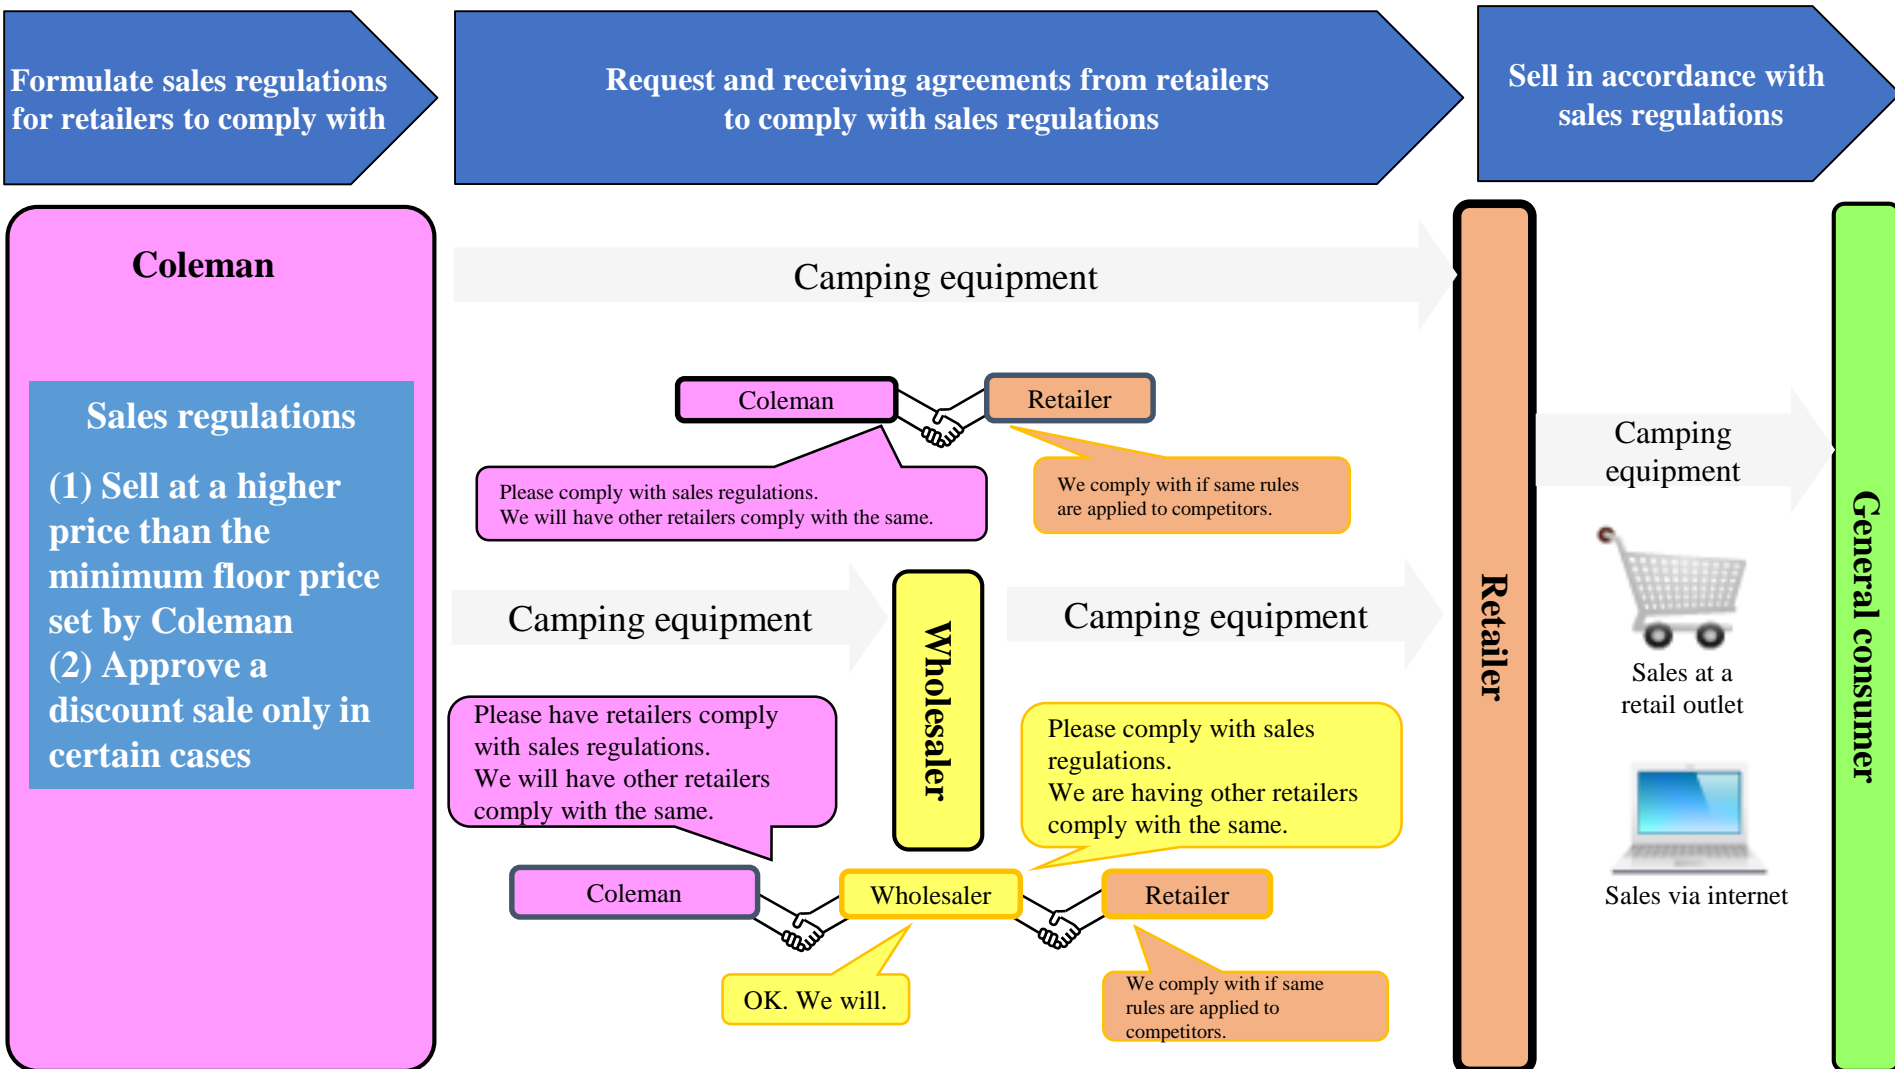 Formulate sales regulations
for retailers to comply with
Request and receiving agreements from retailers
to comply with sales regulations
Sell in accordance with
sales regulations
Coleman
Sales regulations
(1) Sell at a higher
price than the
minimum floor price
set by Coleman
(2) Approve a
discount sale only in
certain cases
Camping equipment
Coleman
Retailer
Please comply with sales regulations.
We will have other retailers comply with the same.
We comply with if same rules
are applied to competitors.
Camping equipment
Wholesaler
Camping equipment
Please have retailers comply
with sales regulations.
We will have other retailers
comply with the same.
Please comply with sales
regulations.
We are having other retailers
comply with the same.
Coleman
Wholesaler
Retailer
OK. We will.
We comply with if same
rules are applied to
competitors.
Retailer
Camping
equipment
Sales at a
retail outlet
Sales via internet
General consumer